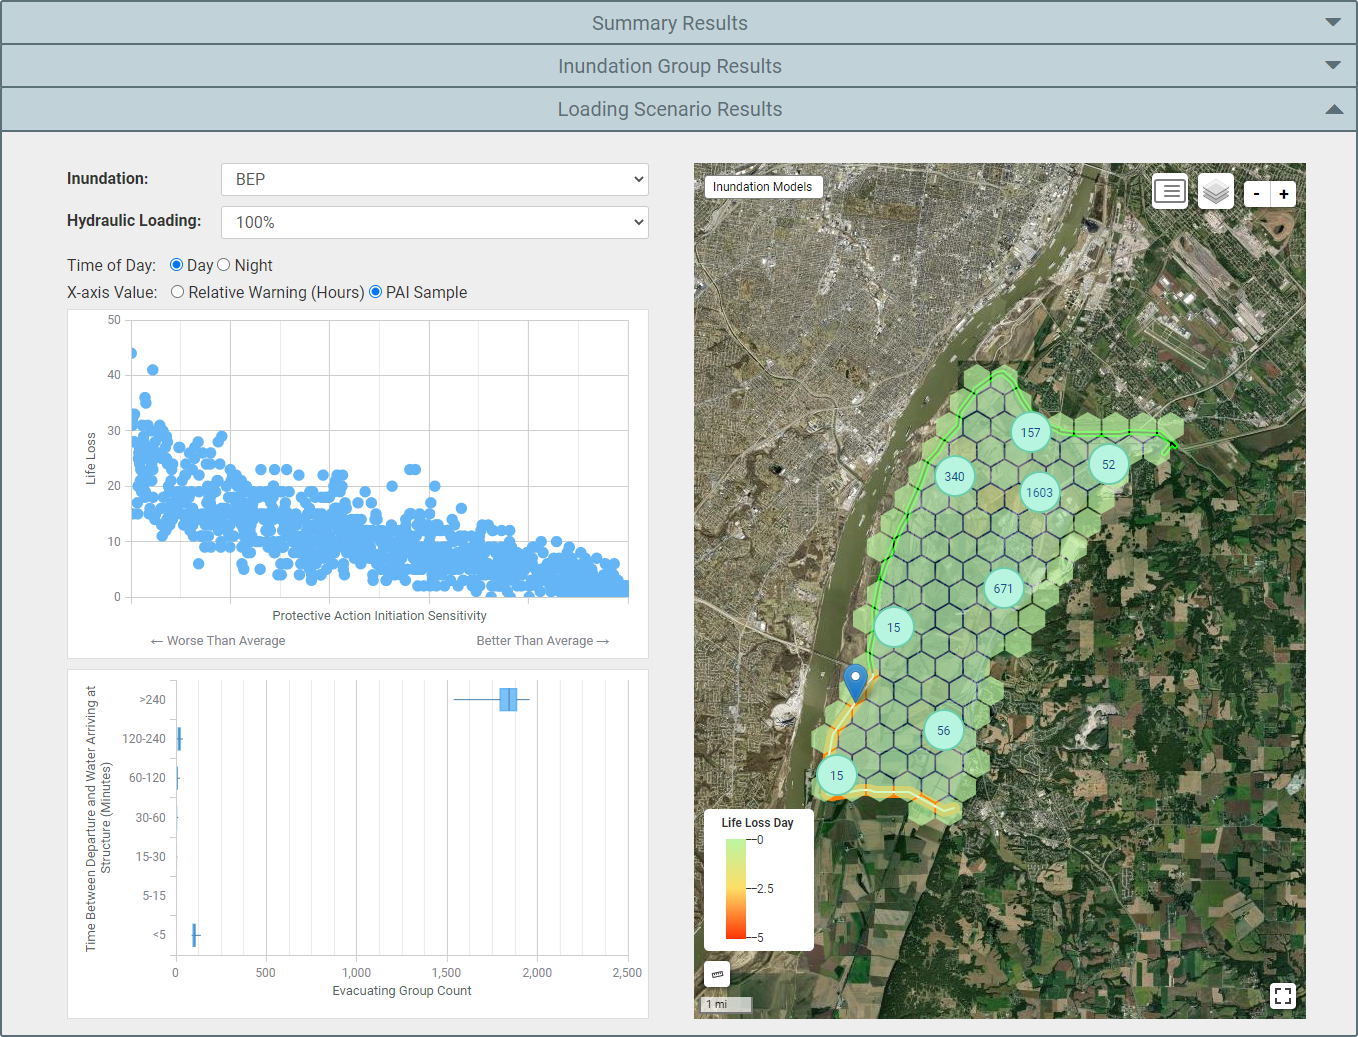 Summary Results
Inundation Group Results
Loading Scenario Results
Inundation:
BEP
Hydraulic Loading:
100%
Time of Day: Day Night
X-axis Value: Relative Warning (Hours) PAI Sample
50
40
30
20
10
0
Life Loss
Protective Action Initiation Sensitivity
← Worse Than Average
Better Than Average →
Time Between Departure and Water Arriving at
Structure (Minutes)
>240
120-240
60-120
30-60
15-30
5-15
<5
0
500
1,000
1,500
2,000
2,500
Evacuating Group Count
Inundation Models
-
+
157
52
340
1603
671
15
56
15
Life Loss Day
0
2.5
5
1 mi